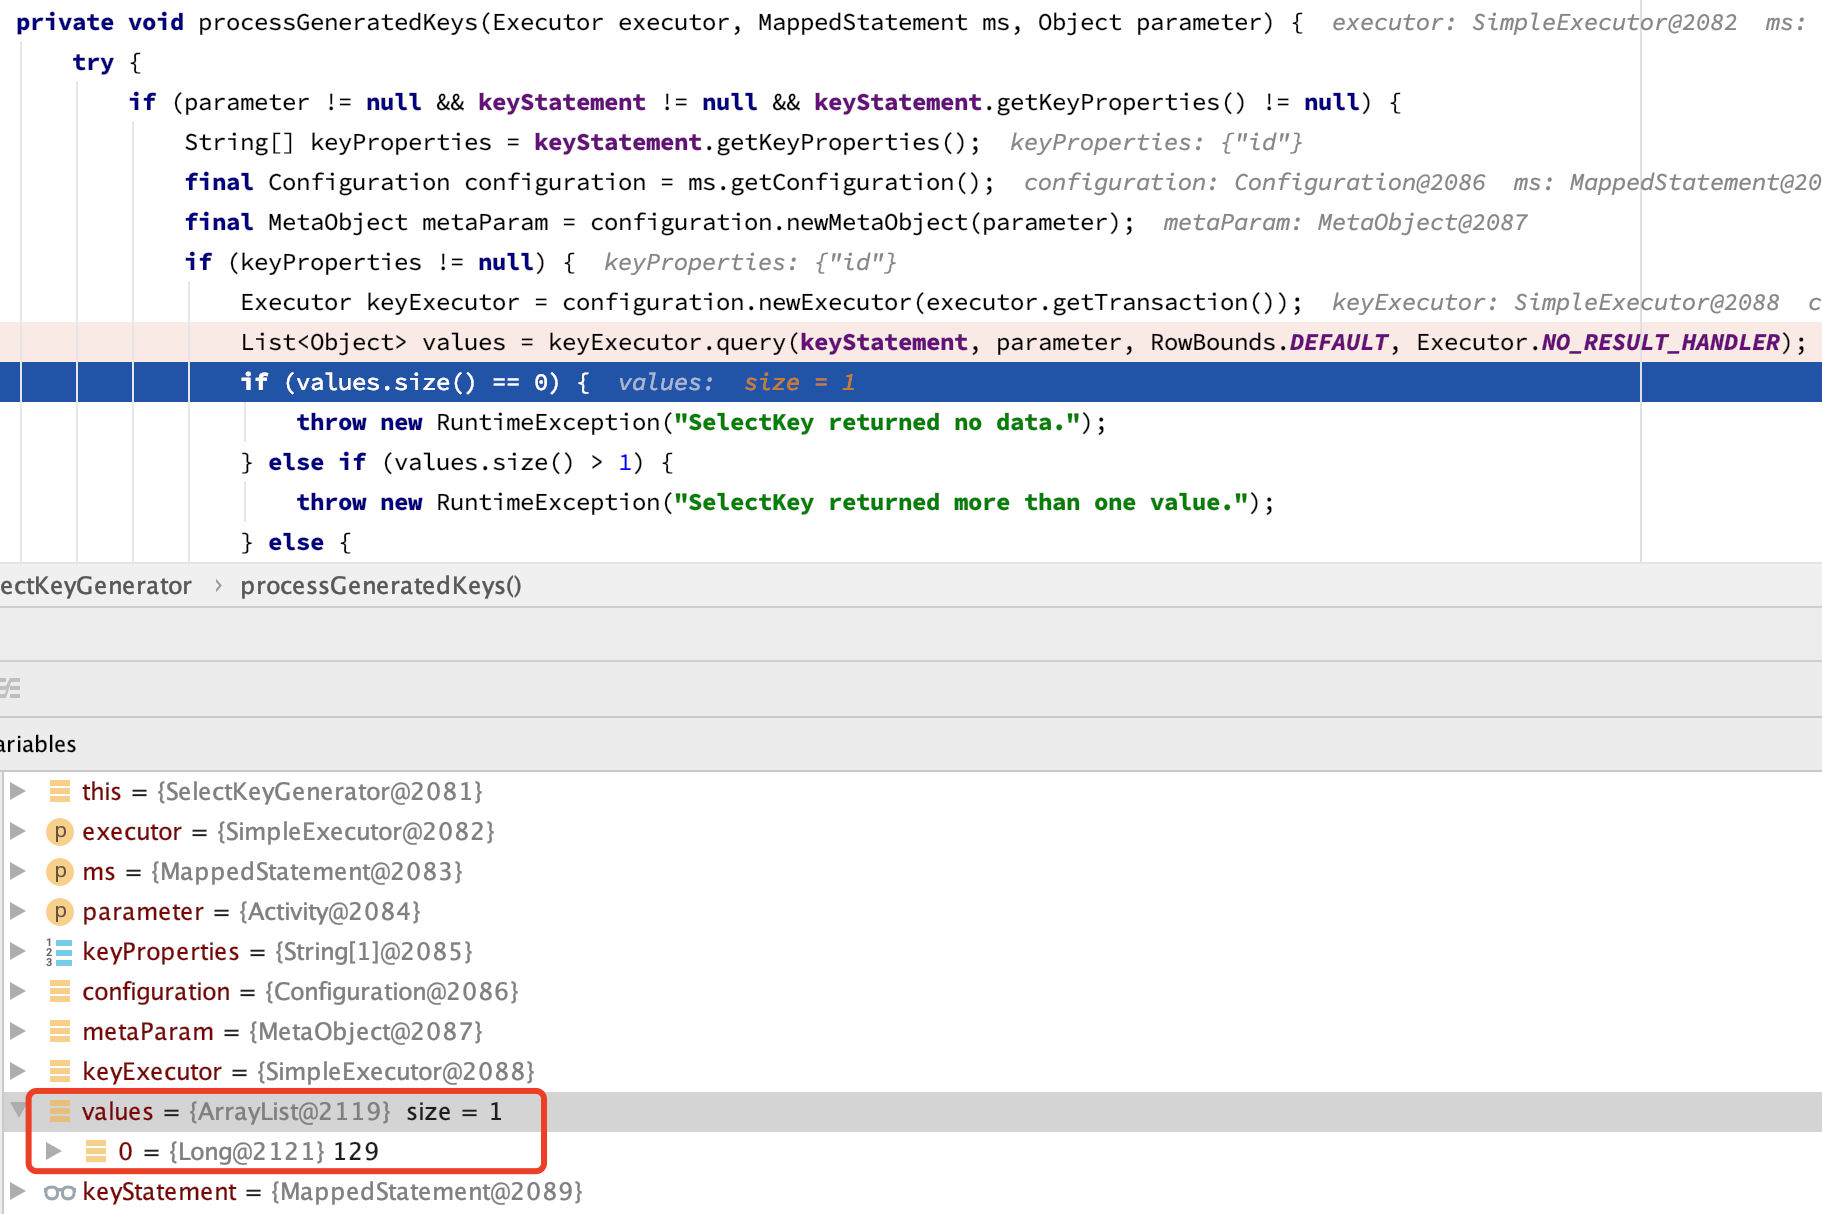 private void processGeneratedKeys(Executor executor, MappedStatement ms, Object parameter) {  executor: SimpleExecutor@2082  ms:
try {
if (parameter != null && keyStatement != null && keyStatement.getKeyProperties() != null) {
String[] keyProperties = keyStatement.getKeyProperties();  keyProperties: {"id"}
final Configuration configuration = ms.getConfiguration();  configuration: Configuration@2086  ms: MappedStatement@20
final MetaObject metaParam = configuration.newMetaObject(parameter);  metaParam: MetaObject@2087
if (keyProperties != null) {  keyProperties: {"id"}
Executor keyExecutor = configuration.newExecutor(executor.getTransaction());  keyExecutor: SimpleExecutor@2088  c
List<Object> values = keyExecutor.query(keyStatement, parameter, RowBounds.DEFAULT, Executor.NO_RESULT_HANDLER);
if (values.size() == 0) {  values:  size = 1
throw new RuntimeException("SelectKey returned no data.");
} else if (values.size() > 1) {
throw new RuntimeException("SelectKey returned more than one value.");
} else {
ectKeyGenerator › processGeneratedKeys()
ariables
this = {SelectKeyGenerator@2081}
p executor = {SimpleExecutor@2082}
p ms = {MappedStatement@2083}
p parameter = {Activity@2084}
keyProperties = {String[1]@2085}
configuration = {Configuration@2086}
metaParam = {MetaObject@2087}
keyExecutor = {SimpleExecutor@2088}
values = {ArrayList@2119} size = 1
0 = {Long@2121} 129
keyStatement = {MappedStatement@2089}